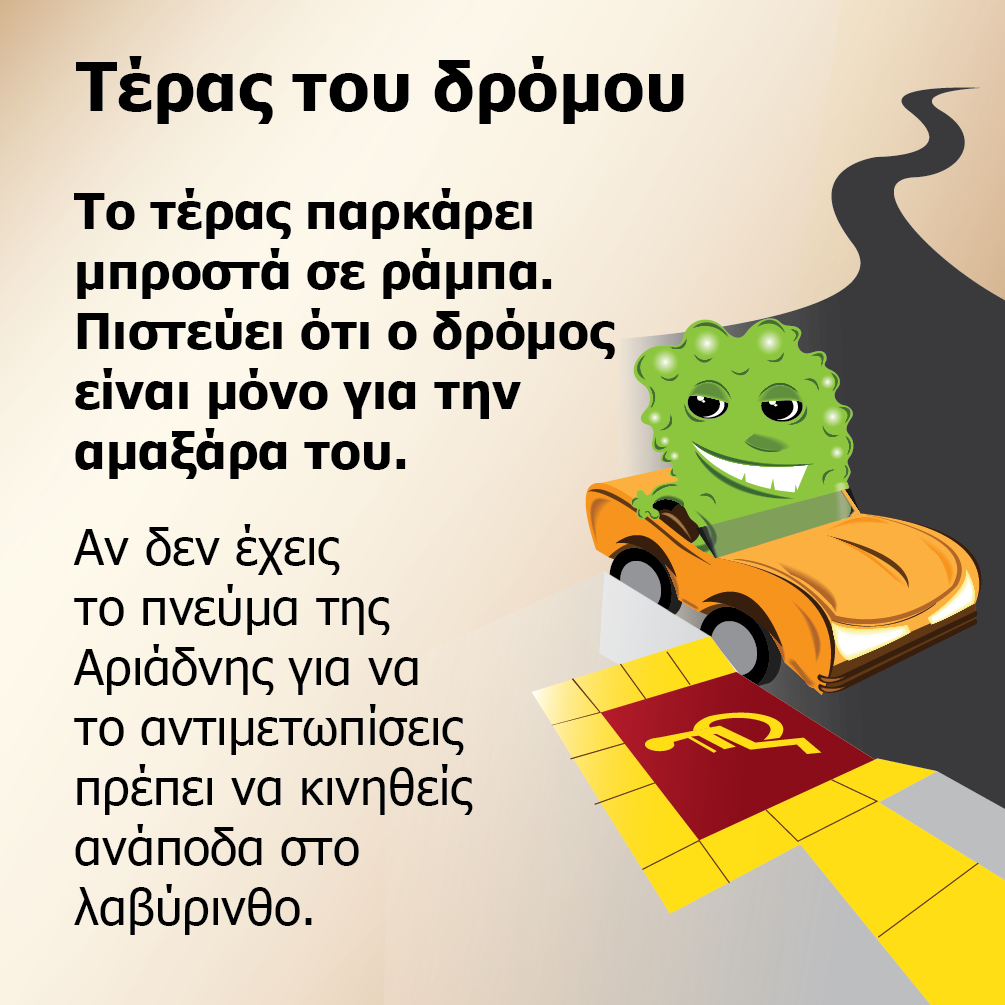 Τέρας του δρόμου
Το τέρας παρκάρει
μπροστά σε ράμπα.
Πιστεύει ότι ο δρόμος
είναι μόνο για την
αμαξάρα του.
Αν δεν έχεις
το πνεύμα της
Αριάδνης για να
το αντιμετωπίσεις
πρέπει να κινηθείς
ανάποδα στο
λαβύρινθο.